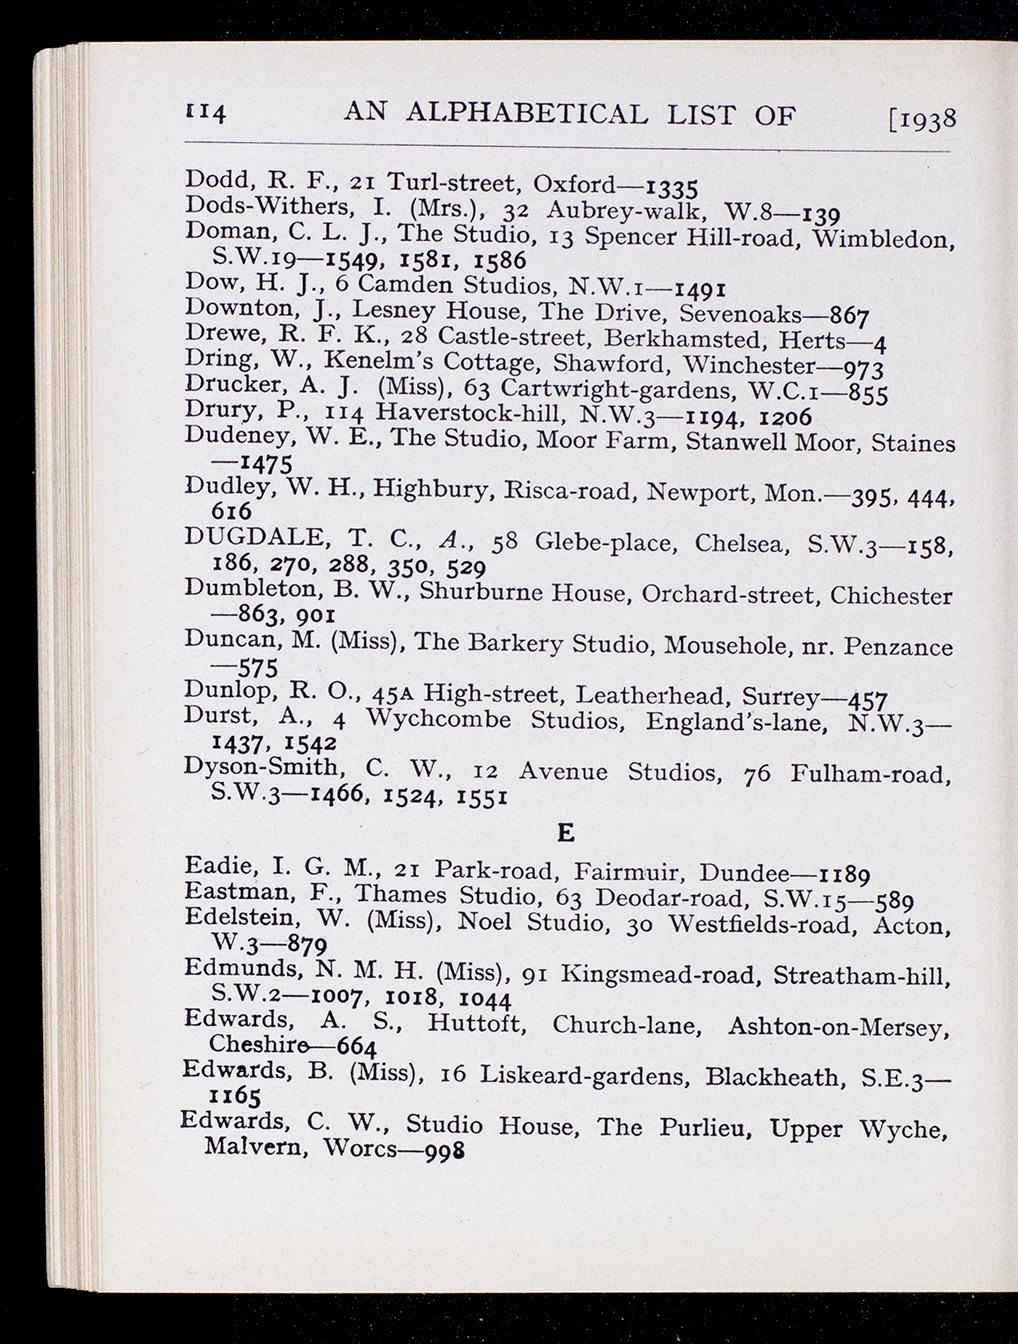 114 AN ALPHABETICAL LIST OF [1938
Dodd, R. F., 21 Turl-street, Oxford—1335
Dods-Withers, I. (Mrs.), 32 Aubrey-walk, W.8—139
Doman, C. L. J., The Studio, 13 Spencer Hill-road, Wimbledon,
S.W.19—1549, 1581, 1586
Dow, H. J., 6 Camden Studios, N.W.1—1491
Downton, J., Lesney House, The Drive, Sevenoaks—867
Drewe, R. F. K., 28 Castle-street, Berkhamsted, Herts—4
Dring, W., Kenelm's Cottage, Shawford, Winchester—973
Drucker, A. J. (Miss), 63 Cartwright-gardens, W.C.1—855
Drury, P., 114 Haverstock-hill, N.W.3—1194, 1206
Dudeney, W. E., The Studio, Moor Farm, Stanwell Moor, Staines
—1475
Dudley, W. H., Highbury, Risca-road, Newport, Mon.—395, 444,
616
DUGDALE, T. C., A., 58 Glebe-place, Chelsea, S.W.3—158,
186, 270, 288, 350, 529
Dumbleton, B. W., Shurburne House, Orchard-street, Chichester
—863, 901
Duncan, M. (Miss), The Barkery Studio, Mousehole, nr. Penzance
—575
Dunlop, R. O., 45A High-street, Leatherhead, Surrey—457
Durst, A., 4 Wychcombe Studios, England's-lane, N.W.3—
1437, 1542
Dyson-Smith, C. W., 12 Avenue Studios, 76 Fulham-road,
S.W.3—1466, 1524, 1551
E
Eadie, I. G. M., 21 Park-road, Fairmuir, Dundee—1189
Eastman, F., Thames Studio, 63 Deodar-road, S.W.15—589
Edelstein, W. (Miss), Noel Studio, 30 Westfields-road, Acton,
W.3—879
Edmunds, N. M. H. (Miss), 91 Kingsmead-road, Streatham-hill,
S.W.2—1007, 1018, 1044
Edwards, A. S., Huttoft, Church-lane, Ashton-on-Mersey,
Cheshire—664
Edwards, B. (Miss), 16 Liskeard-gardens, Blackheath, S.E.3—
1165
Edwards, C. W., Studio House, The Purlieu, Upper Wyche,
Malvern, Worcs—998